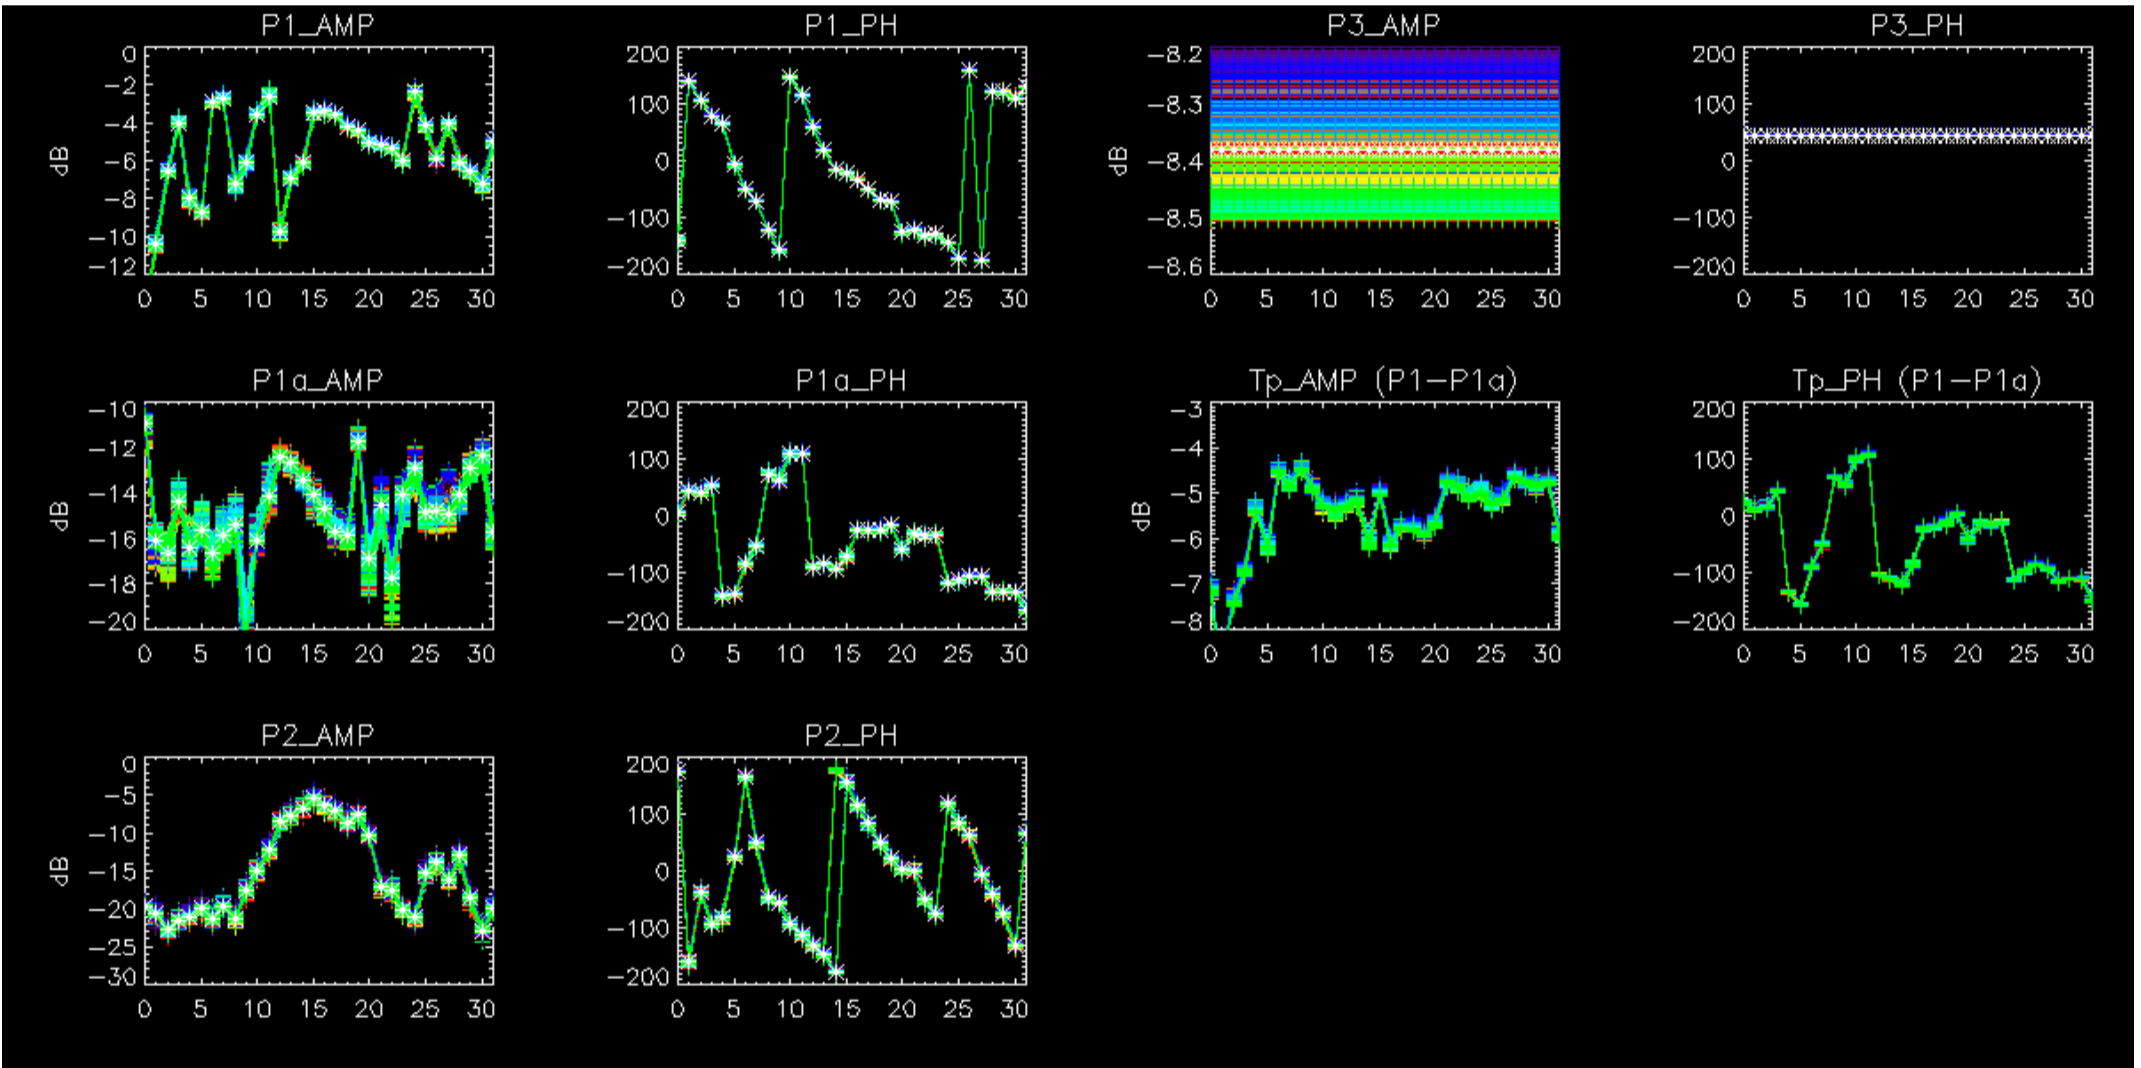 P1_AMP P1_PH P3_AMP P3_PH
0 200 -8.2 200
-2
-4 100 -8.3 100
-6 0 -8.4 0
-8
-10 -100 -8.5 -100
-12 -200 -8.6 -200
dB dB
0 5 10 15 20 25 30 0 5 10 15 20 25 30 0 5 10 15 20 25 30 0 5 10 15 20 25 30
P1a_AMP P1a_PH Tp_AMP (P1-P1a) Tp_PH (P1-P1a)
-10 200 -3 200
-12 100 -4 100
-14 0 -5 0
-16 -6
-18 -100 -7 -100
-20 -200 -8 -200
dB dB
0 5 10 15 20 25 30 0 5 10 15 20 25 30 0 5 10 15 20 25 30 0 5 10 15 20 25 30
P2_AMP P2_PH
0 200
-5 100
-10
-15 0
-20
-25 -100
-30 -200
dB
0 5 10 15 20 25 30 0 5 10 15 20 25 30